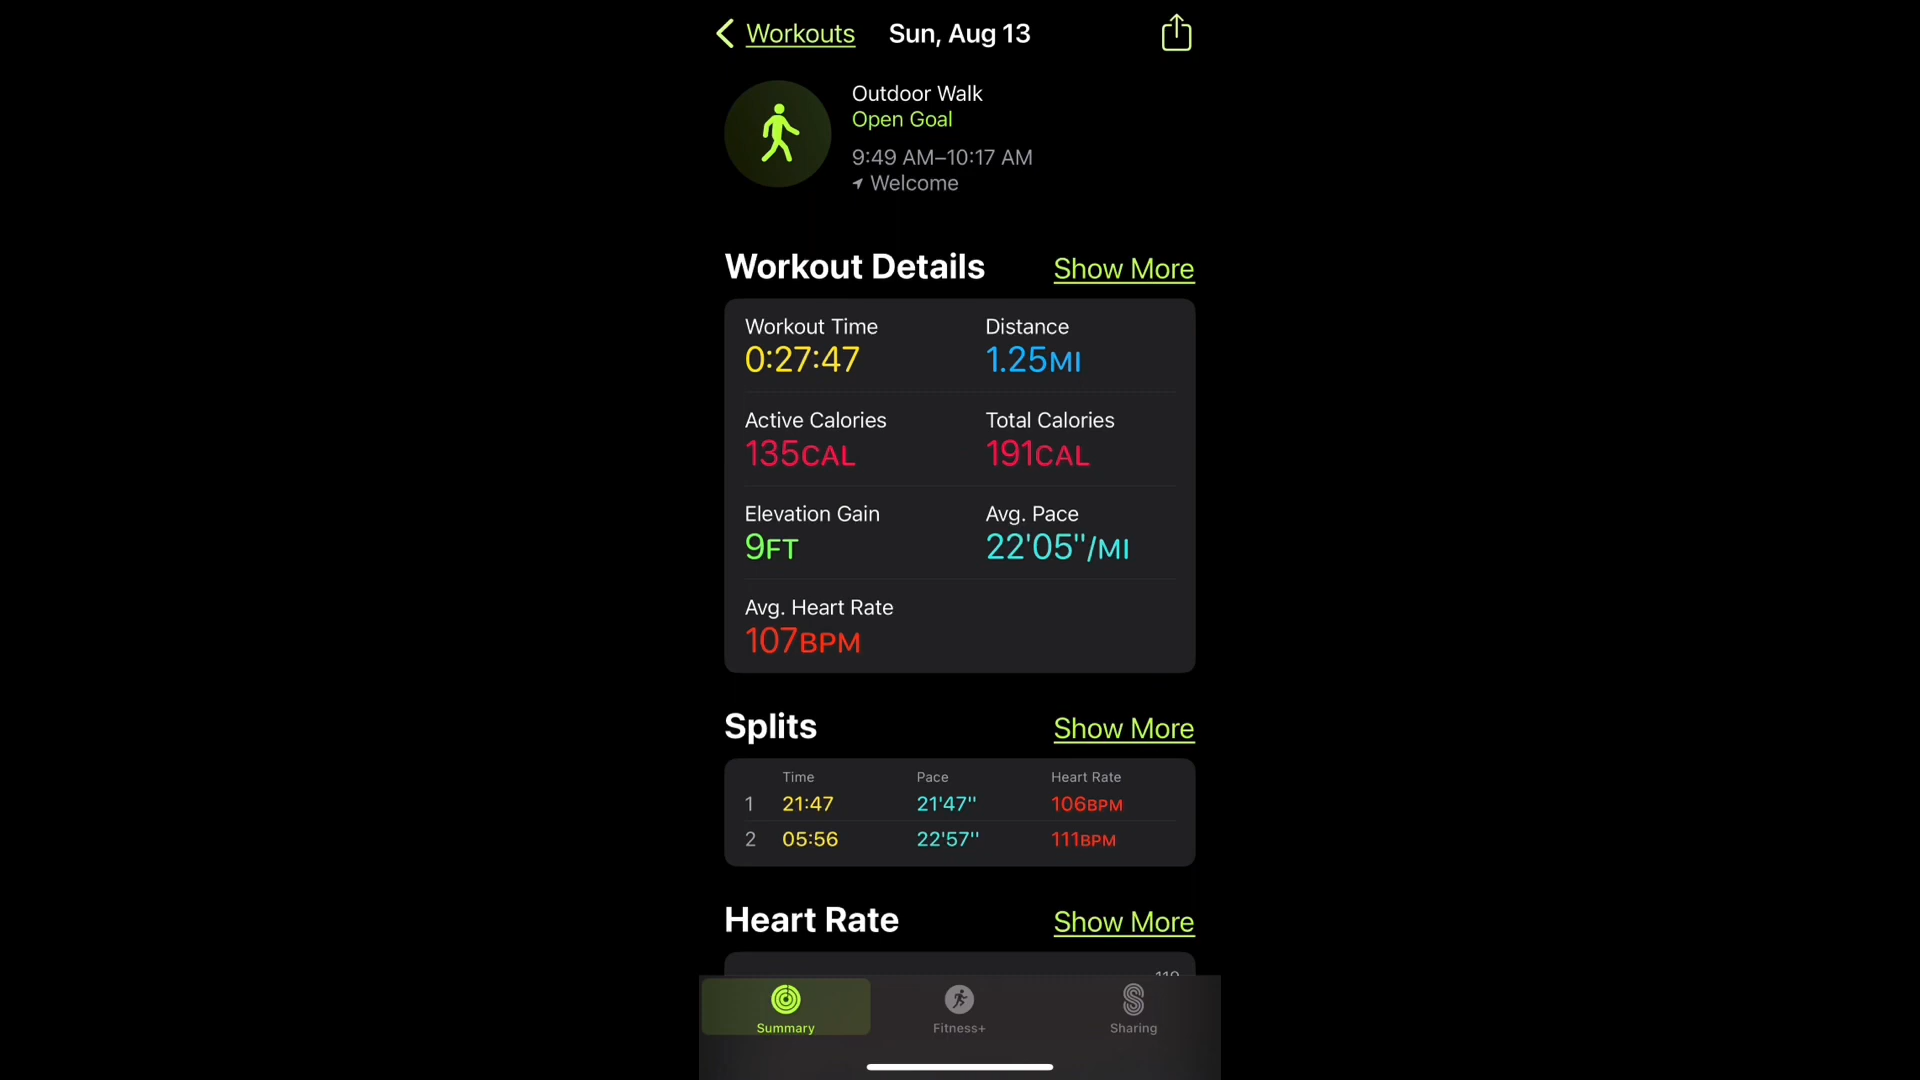 Workouts Sun, Aug 13
Outdoor Walk
Open Goal
9:49 AM–10:17 AM
Welcome
Workout Details Show More
Workout Time Distance
0:27:47 1.25MI
Active Calories Total Calories
135CAL 191CAL
Elevation Gain Avg. Pace
9FT 22'05"/MI
Avg. Heart Rate
107BPM
Splits Show More
Time Pace Heart Rate
1 21:47 21'47'' 106BPM
2 05:56 22'57'' 111BPM
Heart Rate Show More
Summary Fitness+ Sharing